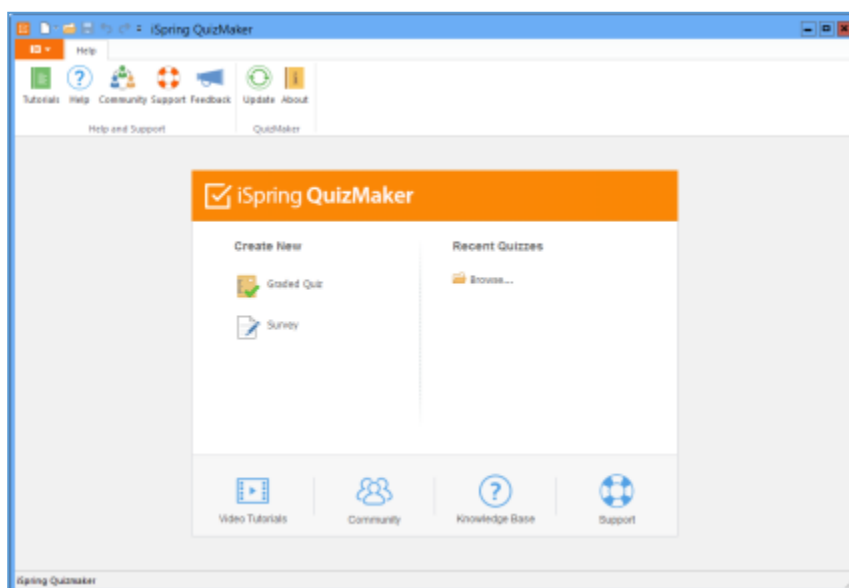 iSpring QuizMaker
Help
Tutorials Help Community Support Feedback Update About
Help and Support QuizMaker
iSpring QuizMaker
Create New Recent Quizzes
Graded Quiz Browse...
Survey
Video Tutorials Community Knowledge Base Support
iSpring Quizmaker